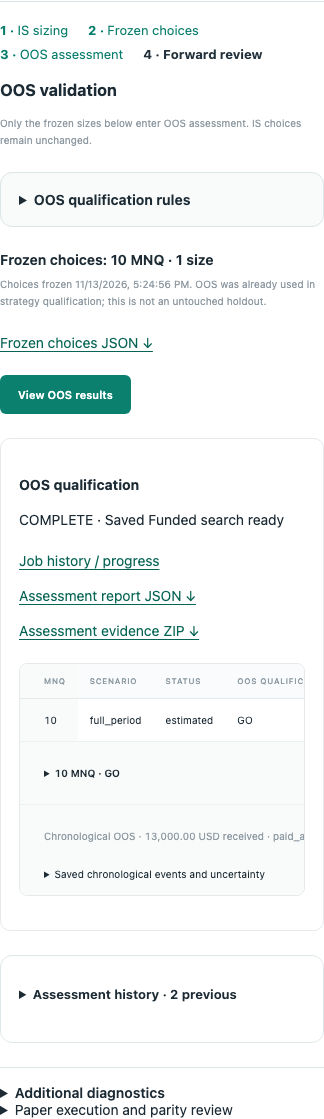 1 · IS sizing 2 · Frozen choices
3 · OOS assessment 4 · Forward review
OOS validation
Only the frozen sizes below enter OOS assessment. IS choices
remain unchanged.
▶ OOS qualification rules
Frozen choices: 10 MNQ · 1 size
Choices frozen 11/13/2026, 5:24:56 PM. OOS was already used in
strategy qualification; this is not an untouched holdout.
Frozen choices JSON ↓
View OOS results
OOS qualification
COMPLETE · Saved Funded search ready
Job history / progress
Assessment report JSON ↓
Assessment evidence ZIP ↓
MNQ SCENARIO STATUS OOS QUALIFIC
10 full_period estimated GO
▶ 10 MNQ · GO
Chronological OOS · 13,000.00 USD received · paid_a
▶ Saved chronological events and uncertainty
▶ Assessment history · 2 previous
▶ Additional diagnostics
▶ Paper execution and parity review